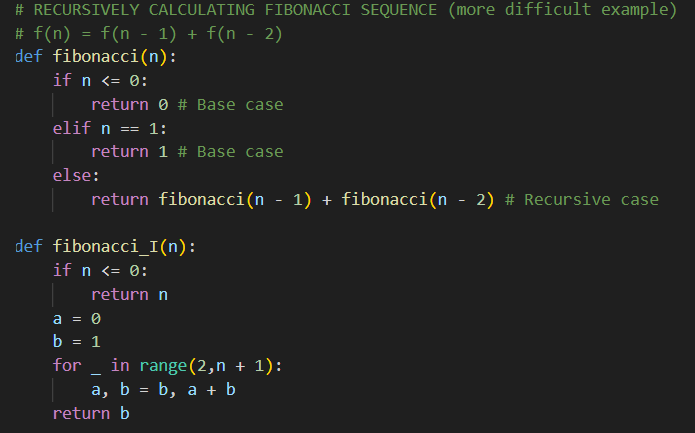 # RECURSIVELY CALCULATING FIBONACCI SEQUENCE (more difficult example)
# f(n) = f(n - 1) + f(n - 2)
def fibonacci(n):
    if n <= 0:
        return 0 # Base case
    elif n == 1:
        return 1 # Base case
    else:
        return fibonacci(n - 1) + fibonacci(n - 2) # Recursive case

def fibonacci_I(n):
    if n <= 0:
        return n
    a = 0
    b = 1
    for _ in range(2,n + 1):
        a, b = b, a + b
    return b